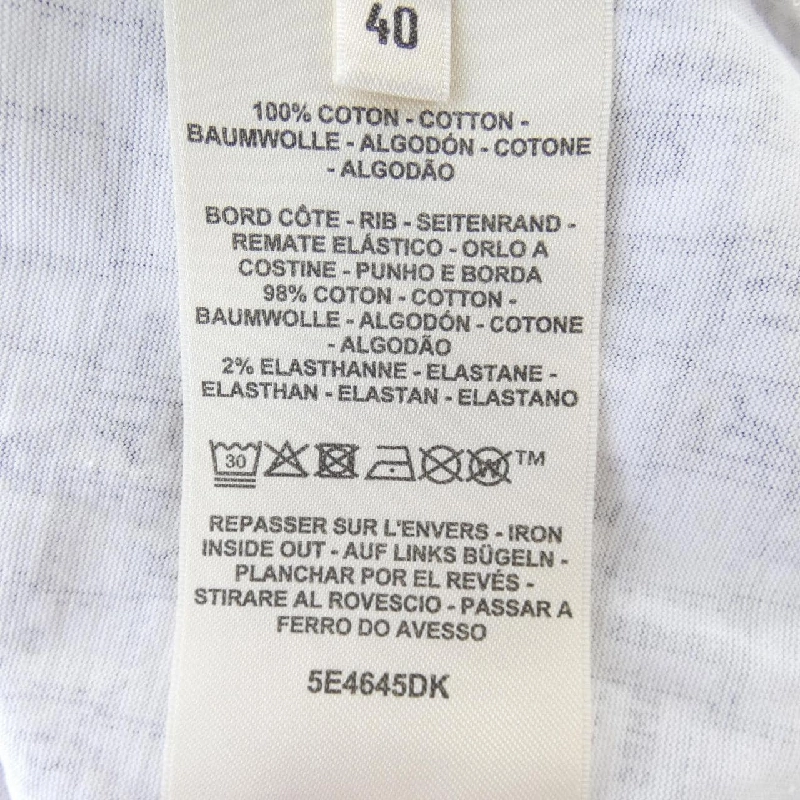 40
100% COTON - COTTON -
BAUMWOLLE - ALGODÓN - COTONE
- ALGODÃO
BORD CÔTE - RIB - SEITENRAND -
REMATE ELÁSTICO - ORLO A
COSTINE - PUNHO E BORDA
98% COTON - COTTON -
BAUMWOLLE - ALGODÓN - COTONE
- ALGODÃO
2% ELASTHANNE - ELASTANE -
ELASTHAN - ELASTAN - ELASTANO
30 W TM
REPASSER SUR L'ENVERS - IRON
INSIDE OUT - AUF LINKS BÜGELN -
PLANCHAR POR EL REVÉS -
STIRARE AL ROVESCIO - PASSAR A
FERRO DO AVESSO
5E4645DK